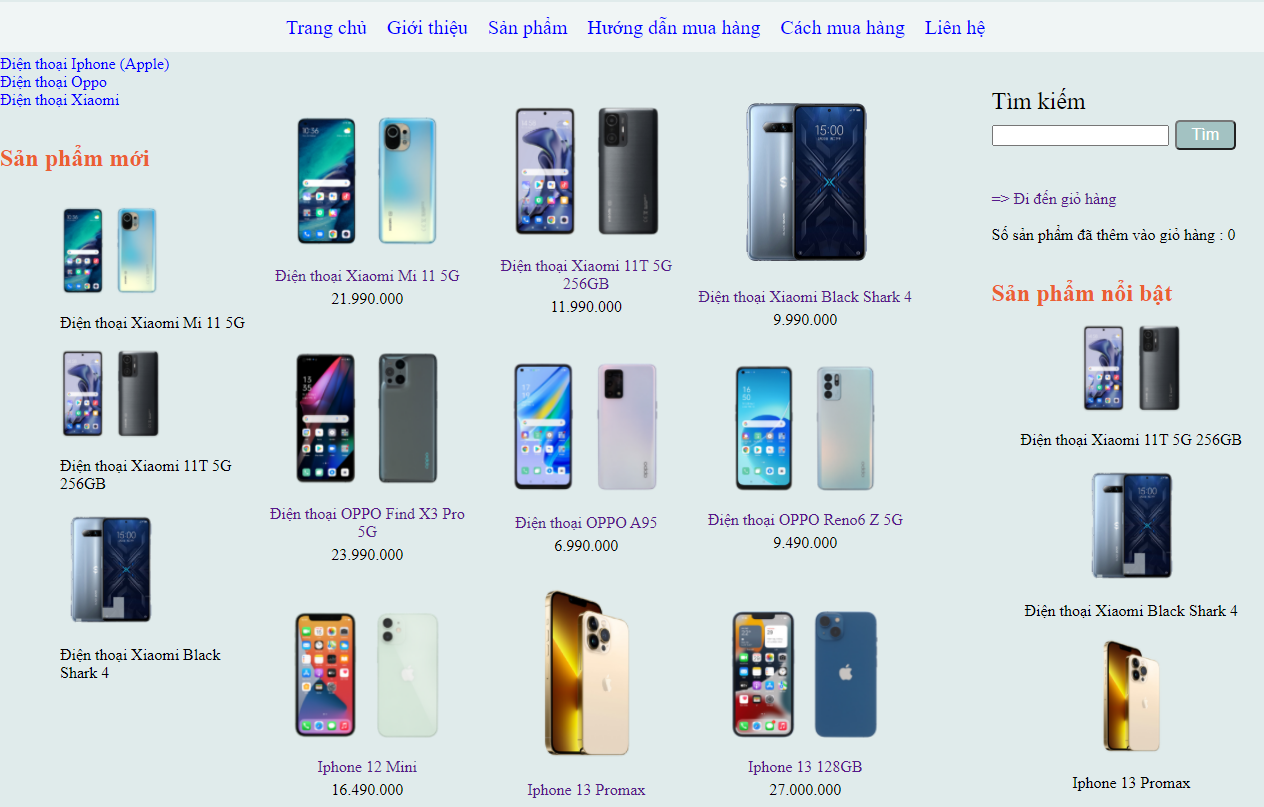 Trang chủ Giới thiệu Sản phẩm Hướng dẫn mua hàng Cách mua hàng Liên hệ
Điện thoại Iphone (Apple)
Điện thoại Oppo
Điện thoại Xiaomi
Sản phẩm mới
Điện thoại Xiaomi Mi 11 5G
Điện thoại Xiaomi 11T 5G
256GB
Điện thoại Xiaomi Black
Shark 4
Điện thoại Xiaomi Mi 11 5G
21.990.000
Điện thoại Xiaomi 11T 5G
256GB
11.990.000
15:00
Điện thoại Xiaomi Black Shark 4
9.990.000
Điện thoại OPPO Find X3 Pro
5G
23.990.000
Điện thoại OPPO A95
6.990.000
Điện thoại OPPO Reno6 Z 5G
9.490.000
Iphone 12 Mini
16.490.000
Iphone 13 Promax
Iphone 13 128GB
27.000.000
Tìm kiếm
Tìm
=> Đi đến giỏ hàng
Số sản phẩm đã thêm vào giỏ hàng : 0
Sản phẩm nổi bật
Điện thoại Xiaomi 11T 5G 256GB
Điện thoại Xiaomi Black Shark 4
Iphone 13 Promax